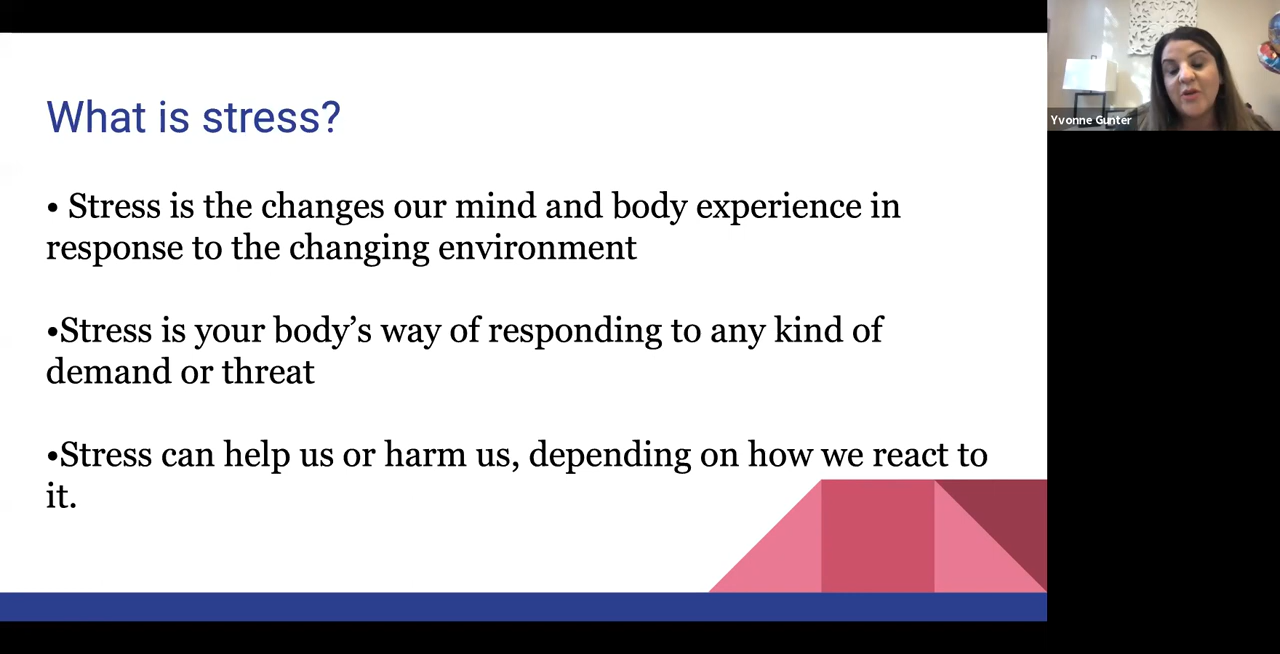 What is stress?
• Stress is the changes our mind and body experience in
response to the changing environment
•Stress is your body’s way of responding to any kind of
demand or threat
•Stress can help us or harm us, depending on how we react to
it.
Yvonne Gunter